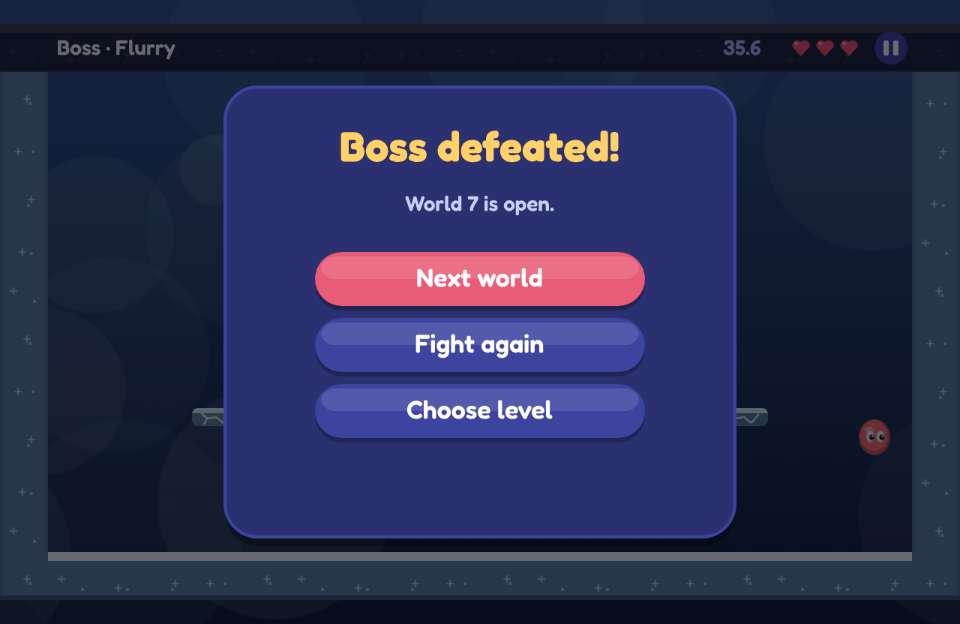 Boss · Flurry
35.6
Boss defeated!
World 7 is open.
Next world
Fight again
Choose level